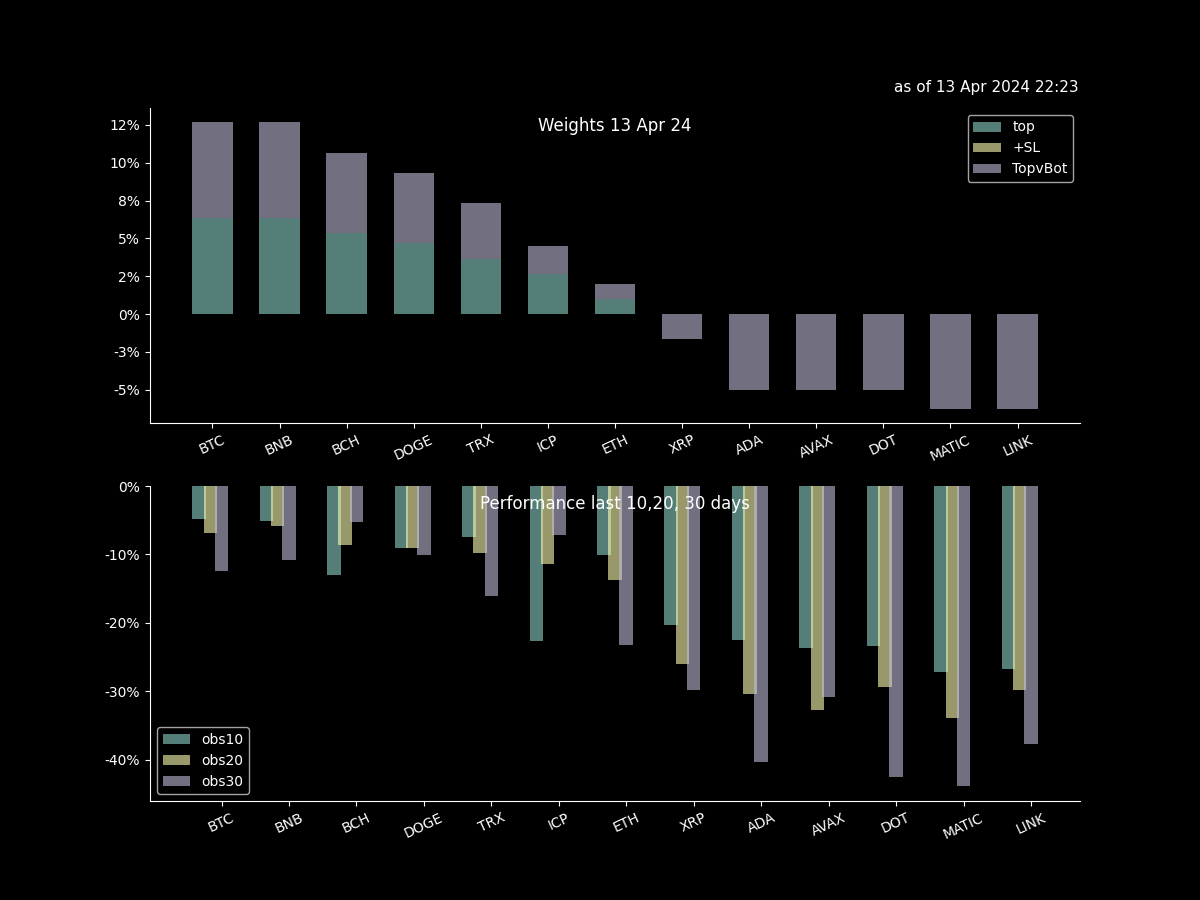 as of 13 Apr 2024 22:23
Weights 13 Apr 24
top
+SL
TopvBot
12%
10%
8%
5%
2%
0%
-3%
-5%
BTC BNB BCH DOGE TRX ICP ETH XRP ADA AVAX DOT MATIC LINK
Performance last 10,20, 30 days
0%
-10%
-20%
-30%
-40%
obs10
obs20
obs30
BTC BNB BCH DOGE TRX ICP ETH XRP ADA AVAX DOT MATIC LINK